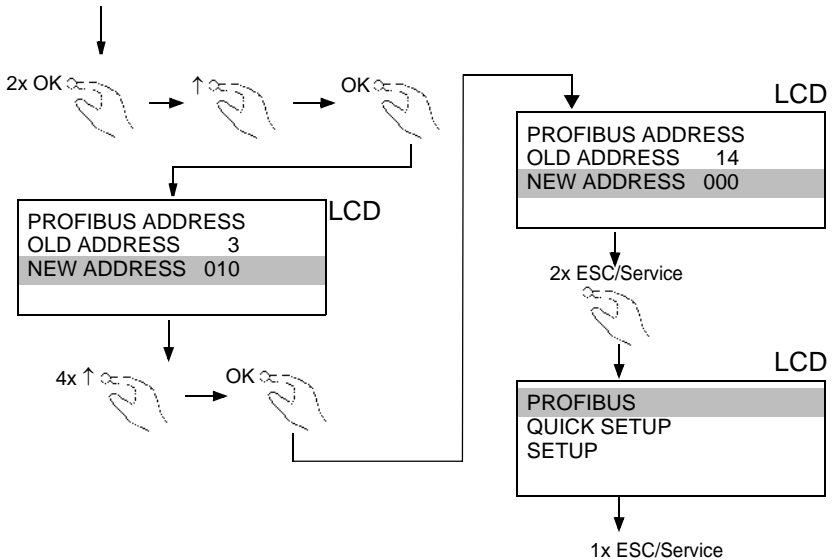 2x OK
↑
OK
LCD
PROFIBUS ADDRESS
OLD ADDRESS 3
NEW ADDRESS 010
4x ↑
OK
LCD
PROFIBUS ADDRESS
OLD ADDRESS 14
NEW ADDRESS 000
2x ESC/Service
LCD
PROFIBUS
QUICK SETUP
SETUP
1x ESC/Service